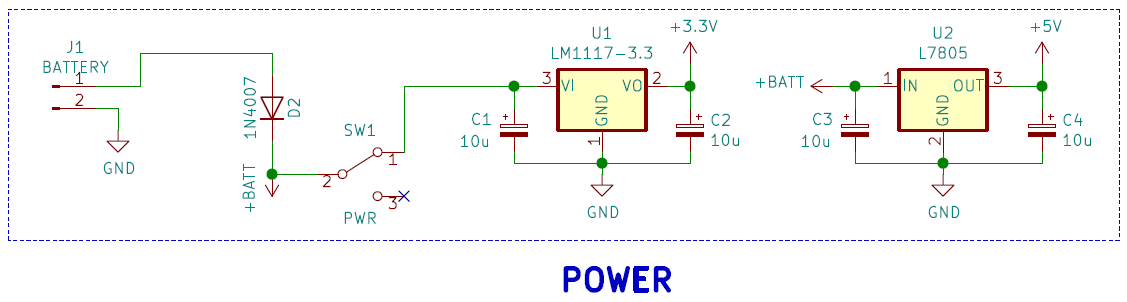 J1
BATTERY
1
2
GND
1N4007
D2
+BATT
SW1
1
2
3
PWR
U1
LM1117-3.3
3
VI
VO
2
GND
1
+3.3V
C1
+
10u
C2
+
10u
GND
U2
L7805
+BATT
1
IN
OUT
3
GND
2
+5V
C3
+
10u
C4
+
10u
GND
POWER